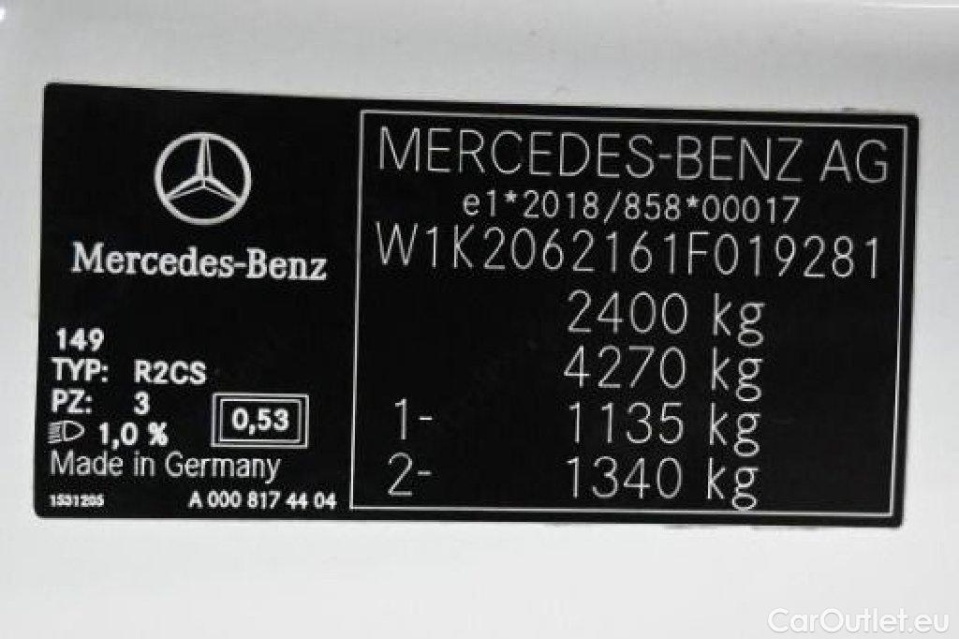 MERCEDES-BENZ AG
e1*2018/858*00017
W1K2062161F019281
2400 kg
4270 kg
1- 1135 kg
2- 1340 kg
Mercedes-Benz
149
TYP: R2CS
PZ: 3
1,0 %
0,53
Made in Germany
1531205
A 000 817 44 04
CarOutlet.eu